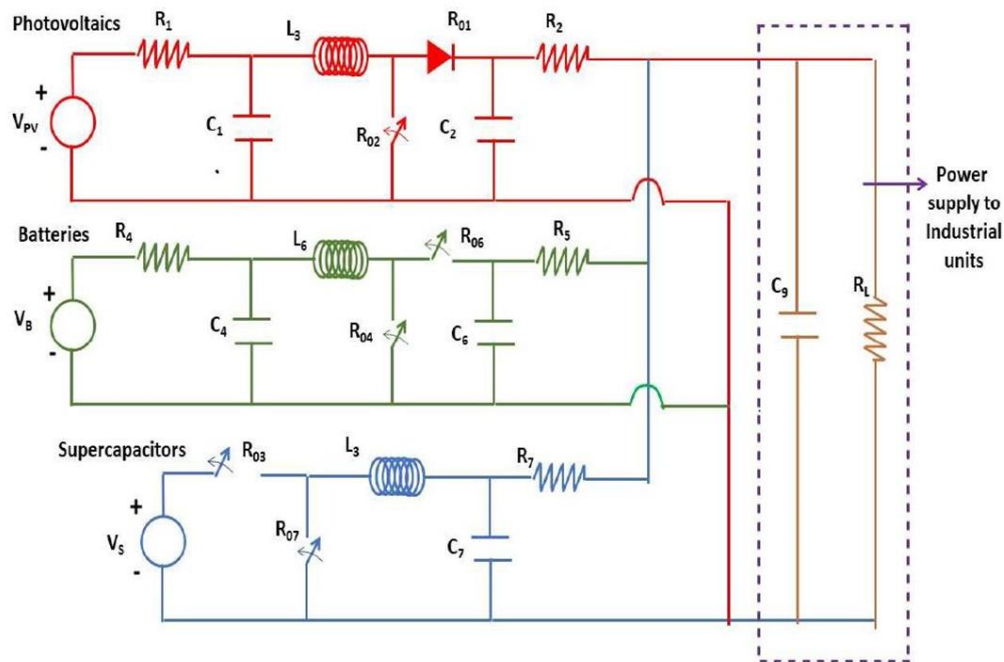 Photovoltaics
R1
L3
R01
R2
+
VPV
-
C1
R02
C2
Batteries
R4
L6
R06
R5
+
VB
-
C4
R04
C6
Supercapacitors
R03
L3
R7
+
VS
-
R07
C7
C9
RL
Power
supply to
Industrial
units